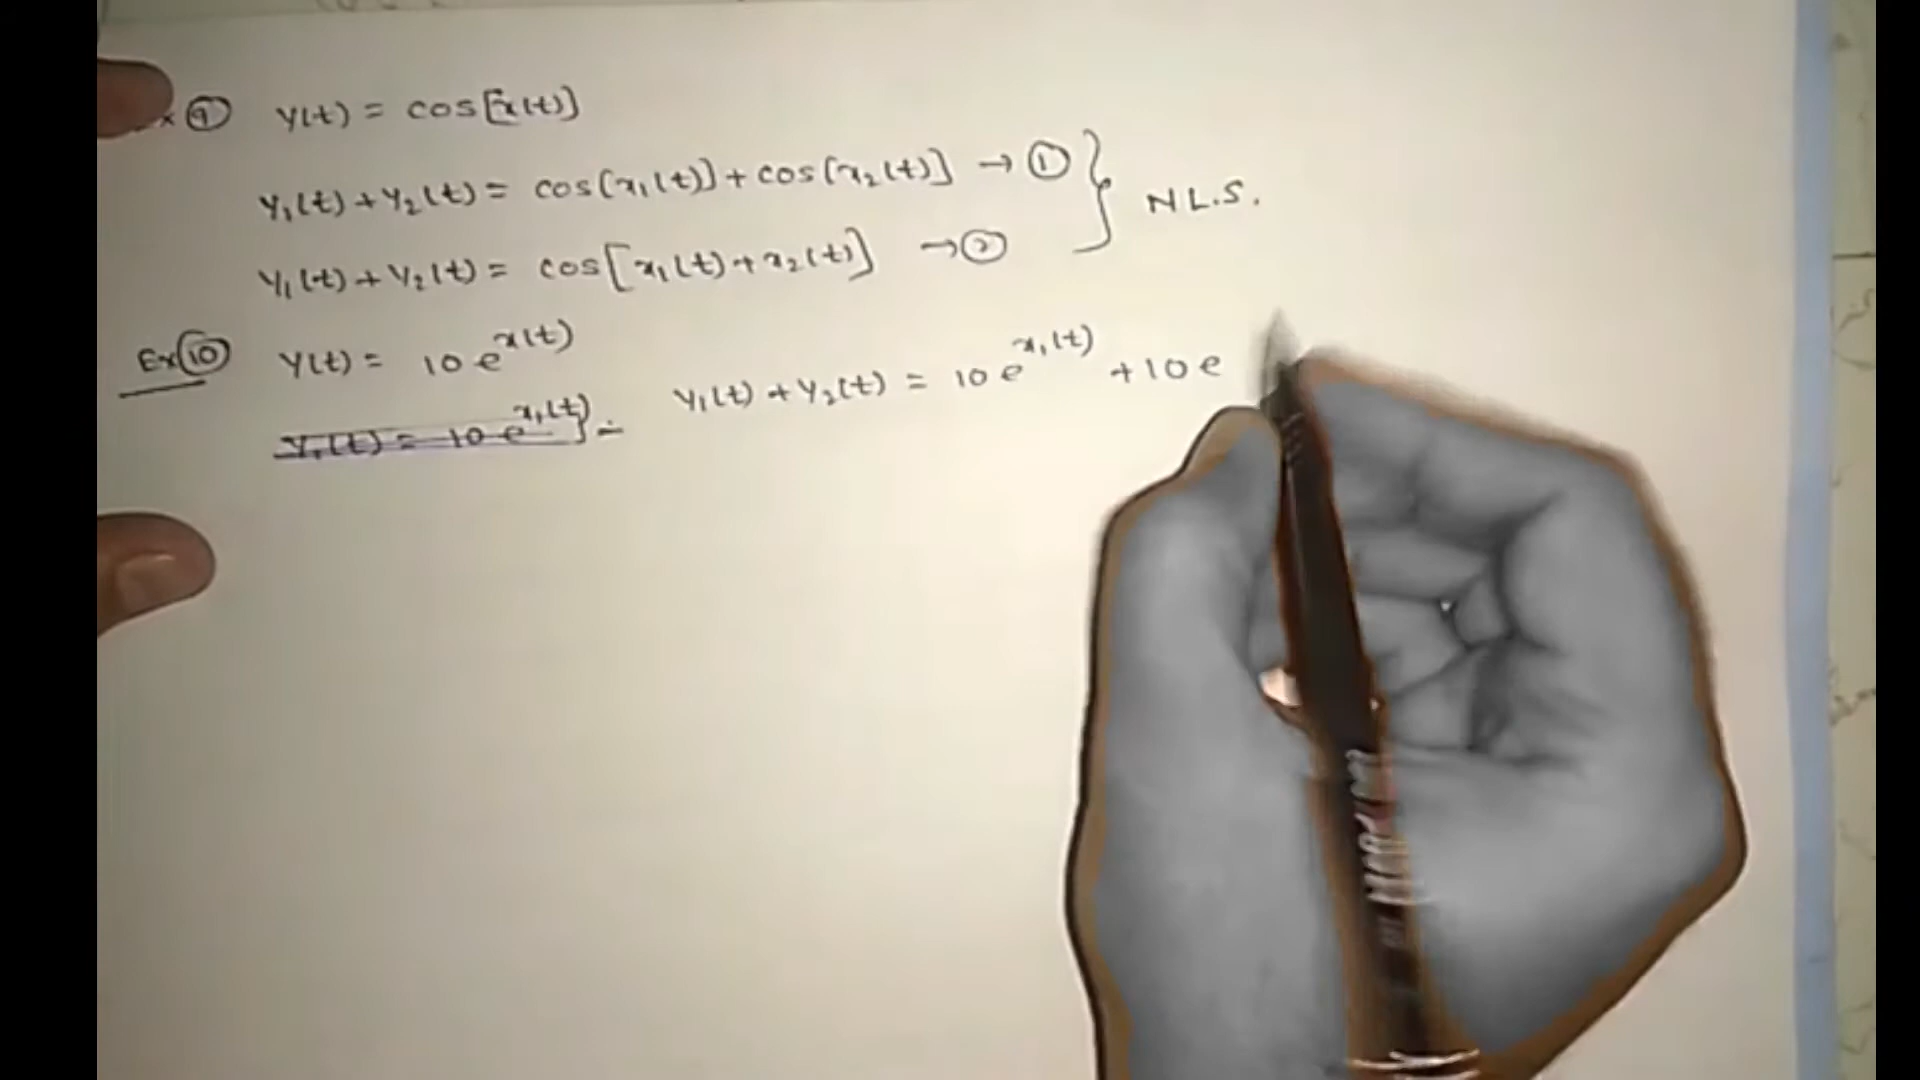 x 9 y(t) = cos[x(t)]
y₁(t) + y₂(t) = cos[x₁(t)] + cos[x₂(t)] → 1
y₁(t) + y₂(t) = cos[x₁(t) + x₂(t)] → 2
N L.S.
Ex 10 y(t) = 10 e^x(t)
y₁(t) = 10 e^x₁(t)} =
y₁(t) + y₂(t) = 10 e^x₁(t) + 10 e